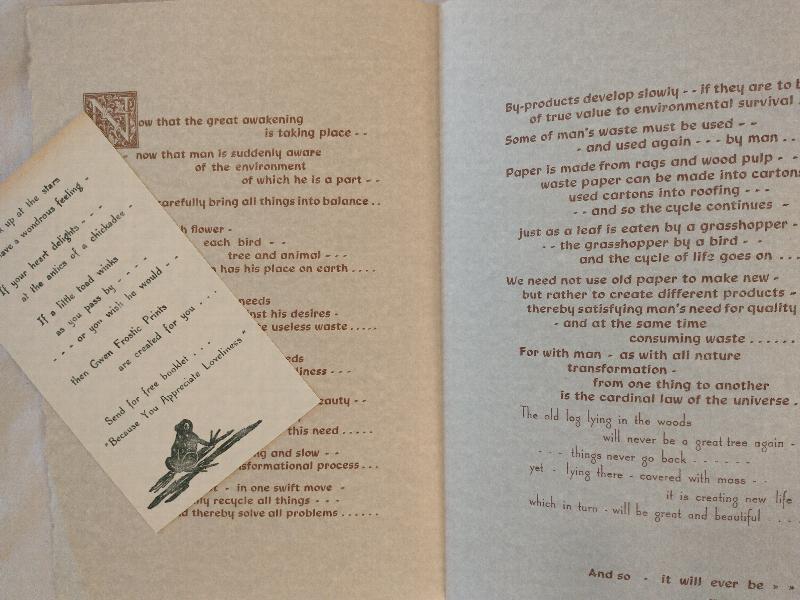 Now that the great awakening
is taking place - -
- now that man is suddenly aware
of the environment
of which he is a part - -
carefully bring all things into balance . .
flower -
each bird - -
tree and animal - - -
has his place on earth . . . .
needs
his desires -
useless waste . . . . .
- - -
this need . . . . .
and slow - -
process . . .
- in one swift move -
recycle all things - - -
thereby solve all problems . . . . . .
up at the stars
a wondrous feeling -
If your heart delights - - -
at the antics of a chickadee -
If a little toad winks
as you pass by - - - -
- - - or you wish he would - -
then Gwen Frostic Prints
are created for you . . . .
Send for free booklet . . .
"Because You Appreciate Loveliness"
By-products develop slowly - - if they are to
of true value to environmental survival
Some of man's waste must be used - -
- and used again - - - by man . .
Paper is made from rags and wood pulp - -
waste paper can be made into cartons
used cartons into roofing - - -
- - and so the cycle continues -
just as a leaf is eaten by a grasshopper -
- - the grasshopper by a bird - -
and the cycle of life goes on . . .
We need not use old paper to make new -
but rather to create different products -
thereby satisfying man's need for quality
- and at the same time
consuming waste . . . . . .
For with man - as with all nature
transformation -
from one thing to another
is the cardinal law of the universe .
The old log lying in the woods
will never be a great tree again -
- - - things never go back - - - - - -
yet - lying there - covered with moss - -
it is creating new life
which in turn - will be great and beautiful . . .
And so - it will ever be » »